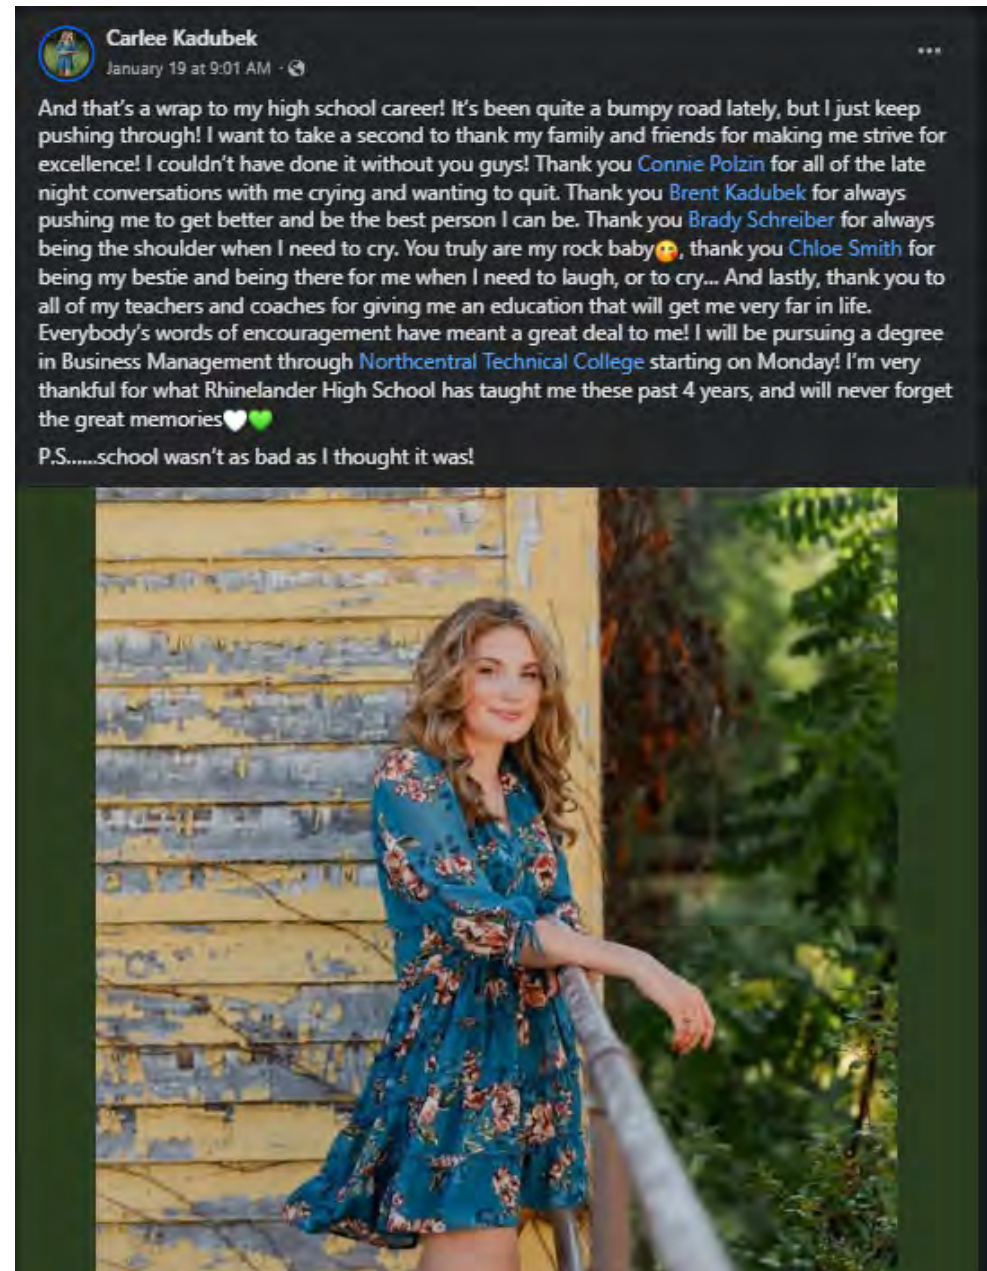 Carlee Kadubek
January 19 at 9:01 AM ·
And that's a wrap to my high school career! It's been quite a bumpy road lately, but I just keep
pushing through! I want to take a second to thank my family and friends for making me strive for
excellence! I couldn't have done it without you guys! Thank you Connie Polzin for all of the late
night conversations with me crying and wanting to quit. Thank you Brent Kadubek for always
pushing me to get better and be the best person I can be. Thank you Brady Schreiber for always
being the shoulder when I need to cry. You truly are my rock baby😘, thank you Chloe Smith for
being my bestie and being there for me when I need to laugh, or to cry... And lastly, thank you to
all of my teachers and coaches for giving me an education that will get me very far in life.
Everybody's words of encouragement have meant a great deal to me! I will be pursuing a degree
in Business Management through Northcentral Technical College starting on Monday! I'm very
thankful for what Rhinelander High School has taught me these past 4 years, and will never forget
the great memories🤍💚
P.S......school wasn't as bad as I thought it was!